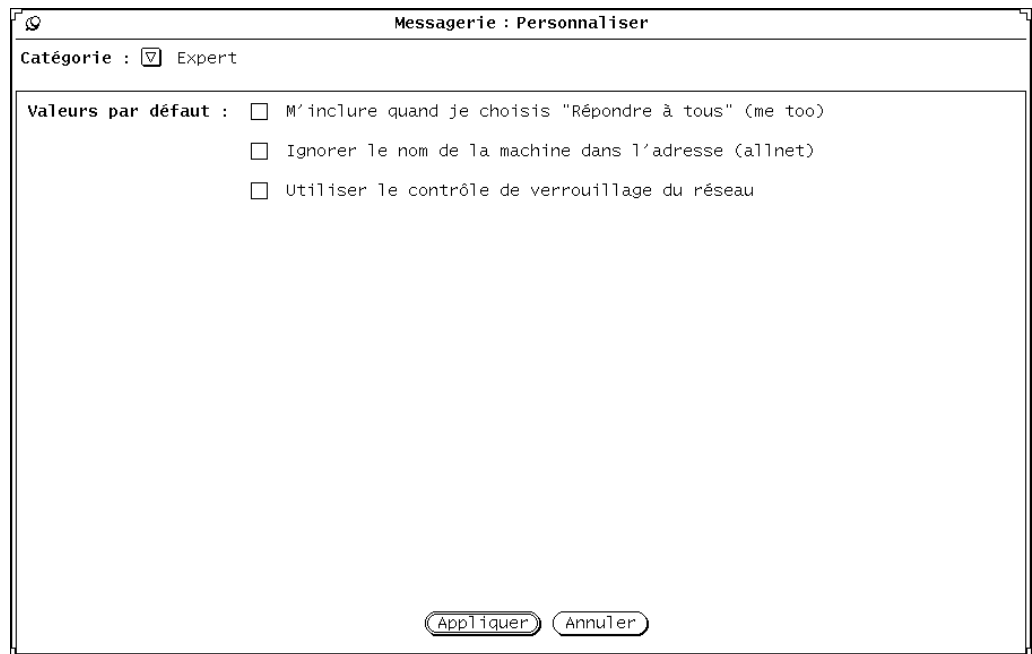 Messagerie : Personnaliser
Catégorie : Expert
Valeurs par défaut : M'inclure quand je choisis "Répondre à tous" (me too)
Ignorer le nom de la machine dans l'adresse (allnet)
Utiliser le contrôle de verrouillage du réseau
Appliquer Annuler